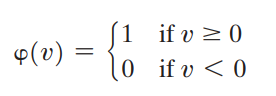 φ(v) = { 1 if v ≥ 0
0 if v < 0